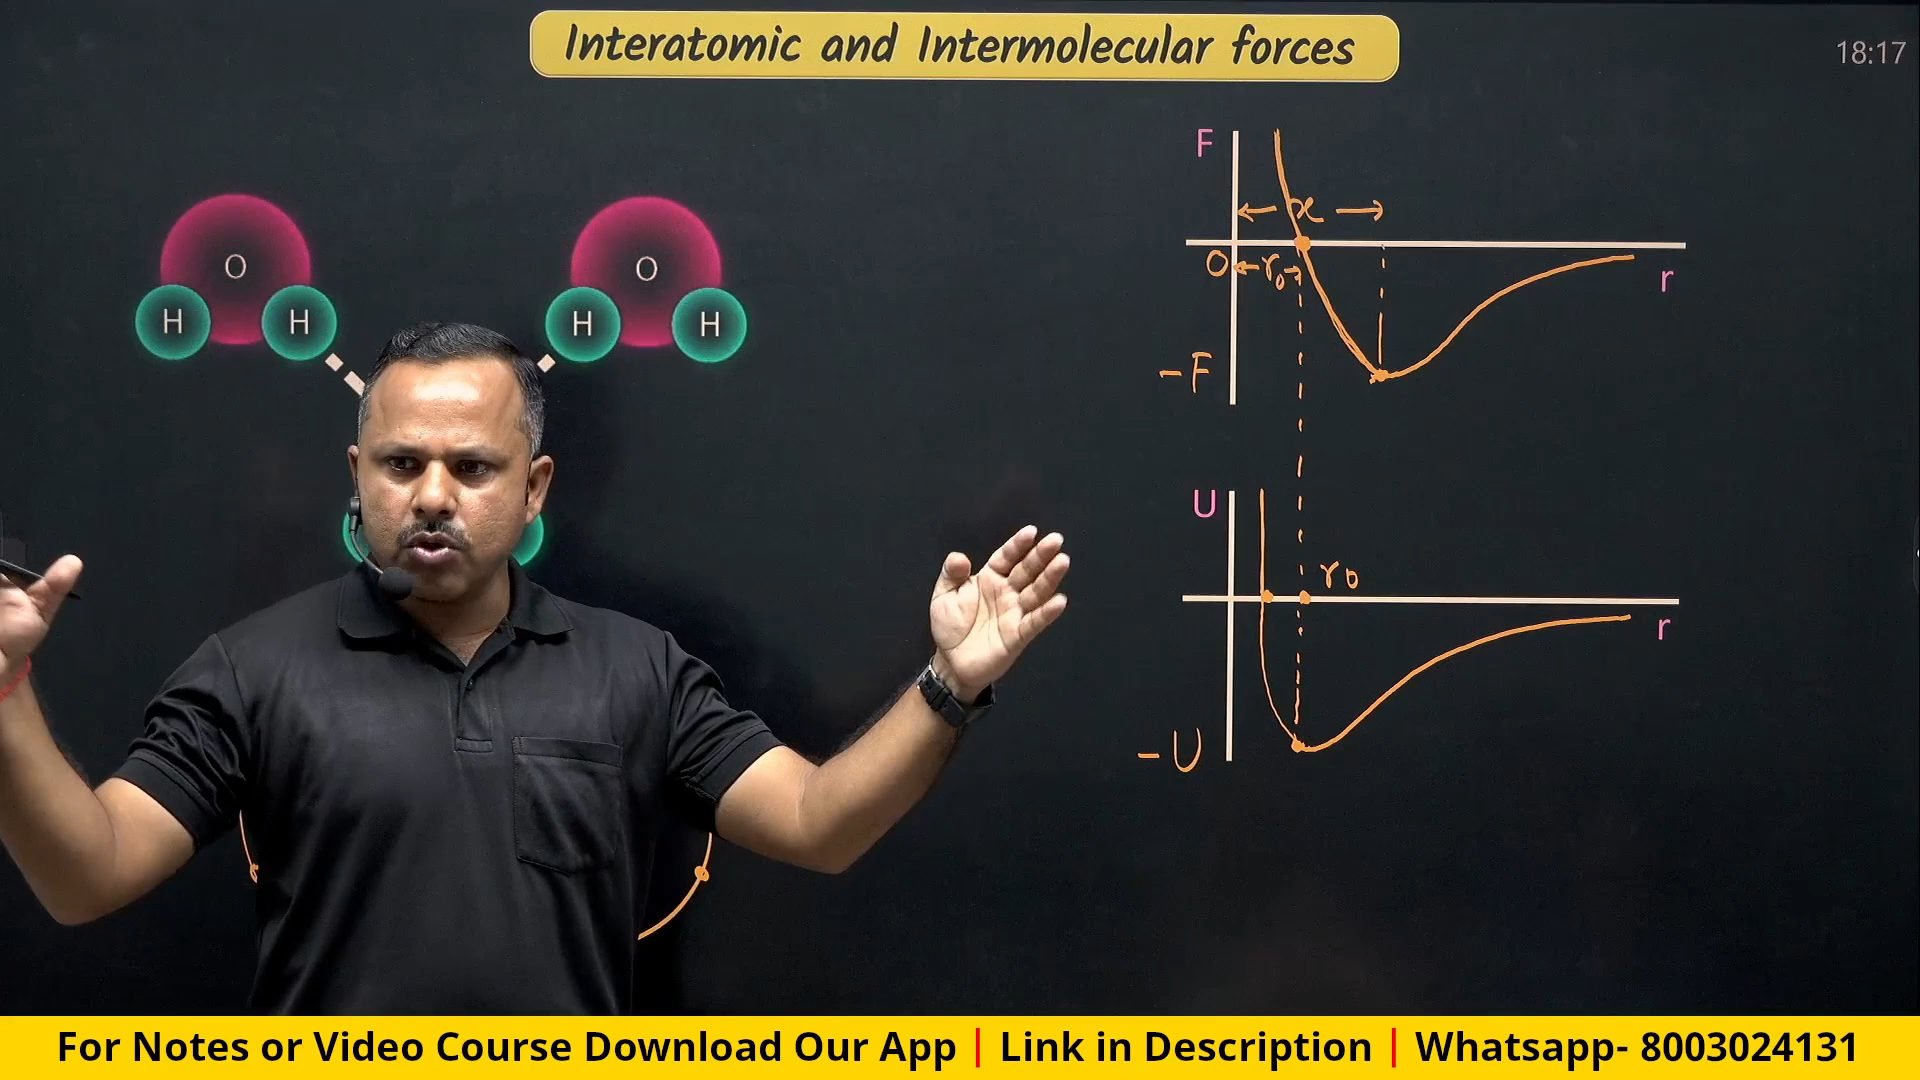 Interatomic and Intermolecular forces
18:17
O
H H
O
H H
F
x
O
r₀
r
-F
U
r₀
r
-U
For Notes or Video Course Download Our App | Link in Description | Whatsapp- 8003024131